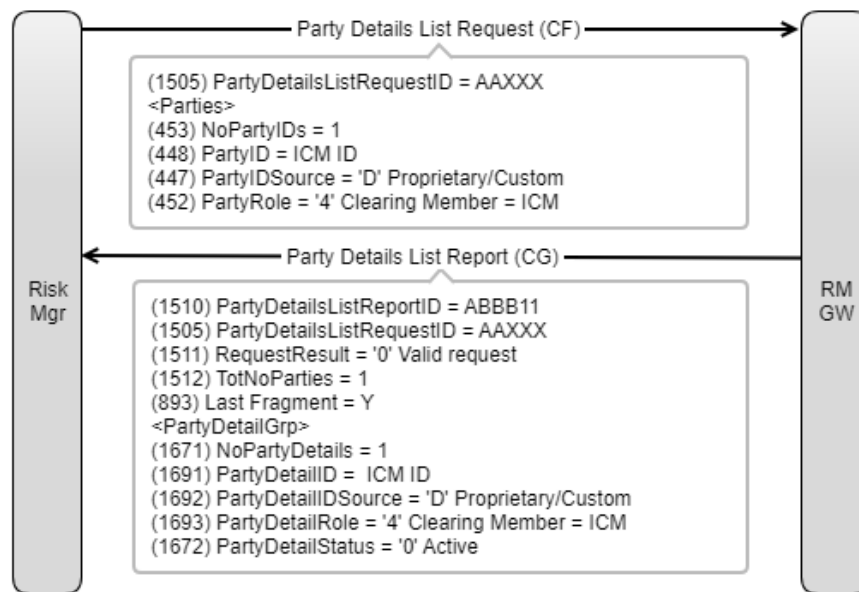 Party Details List Request (CF)
(1505) PartyDetailsListRequestID = AAXXX
<Parties>
(453) NoPartyIDs = 1
(448) PartyID = ICM ID
(447) PartyIDSource = 'D' Proprietary/Custom
(452) PartyRole = '4' Clearing Member = ICM
Party Details List Report (CG)
Risk
Mgr
RM
GW
(1510) PartyDetailsListReportID = ABBB11
(1505) PartyDetailsListRequestID = AAXXX
(1511) RequestResult = '0' Valid request
(1512) TotNoParties = 1
(893) Last Fragment = Y
<PartyDetailGrp>
(1671) NoPartyDetails = 1
(1691) PartyDetailID =  ICM ID
(1692) PartyDetailIDSource = 'D' Proprietary/Custom
(1693) PartyDetailRole = '4' Clearing Member = ICM
(1672) PartyDetailStatus = '0' Active